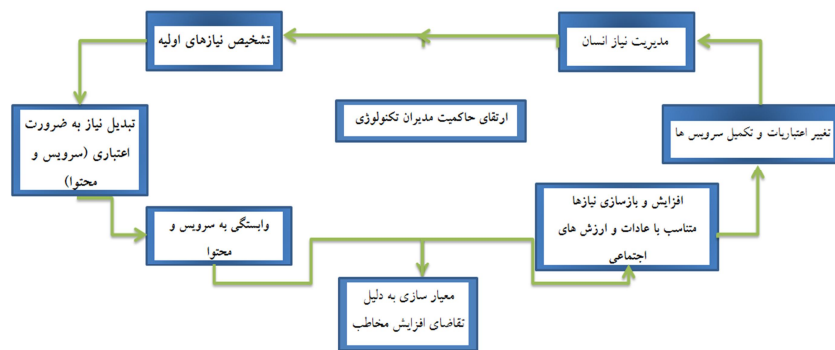 تشخیص نیازهای اولیه
مدیریت نیاز انسان
ارتقای حاکمیت مدیران تکنولوژی
تبدیل نیاز به ضرورت
اعتباری (سرویس و
محتوا)
تغییر اعتباریات و تکمیل سرویس ها
وابستگی به سرویس و
محتوا
افزایش و بازسازی نیازها
متناسب با عادات و ارزش های
اجتماعی
معیار سازی به دلیل
تقاضای افزایش مخاطب